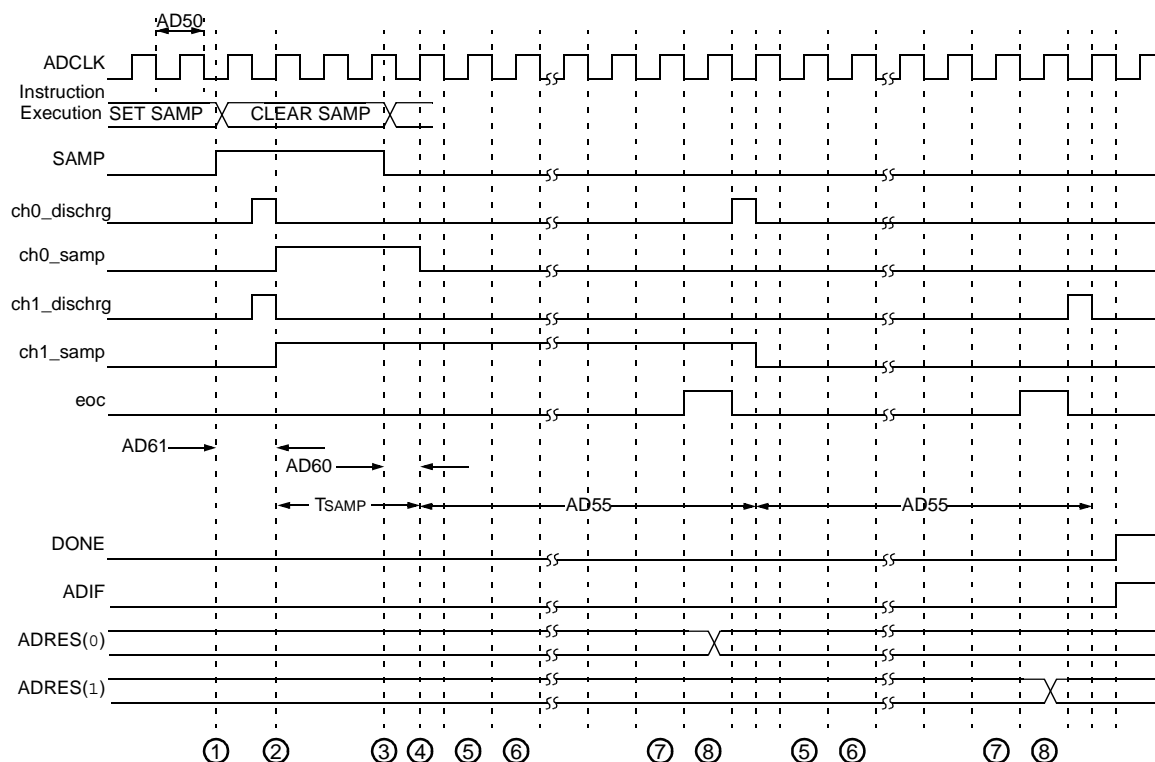 AD50
ADCLK
Instruction
Execution SET SAMP CLEAR SAMP
SAMP
ch0_dischrg
ch0_samp
ch1_dischrg
ch1_samp
eoc
AD61
AD60
TSAMP AD55 AD55
DONE
ADIF
ADRES(0)
ADRES(1)
1 2 3 4 5 6 7 8 5 6 7 8